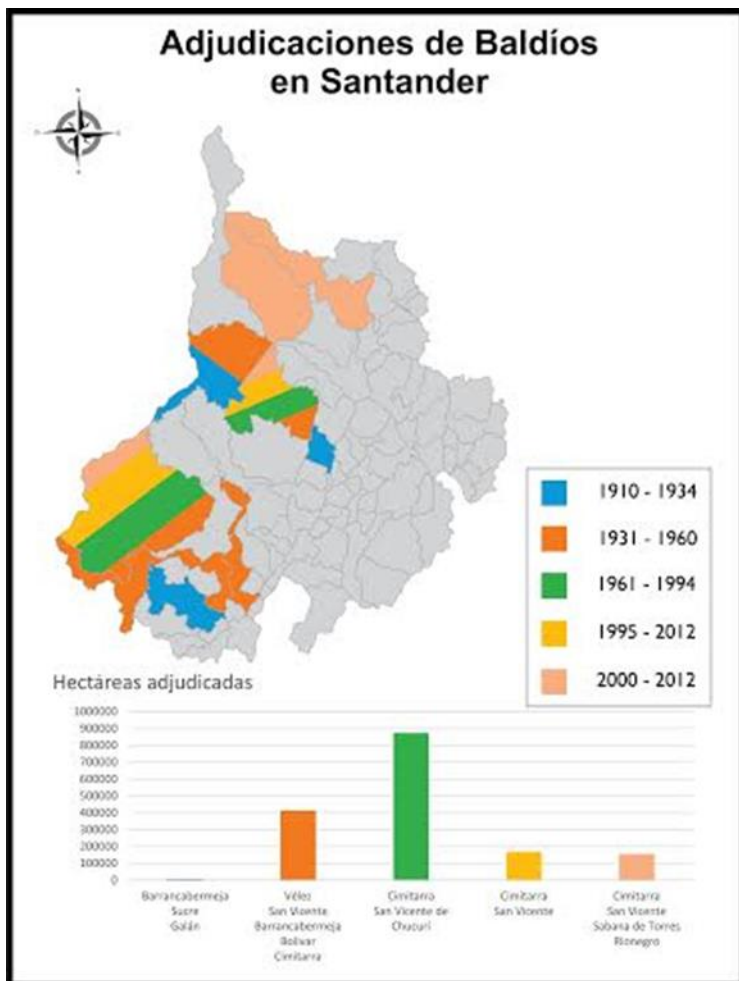 Adjudicaciones de Baldíos
en Santander
1910 - 1934
1931 - 1960
1961 - 1994
1995 - 2012
2000 - 2012
Hectáreas adjudicadas
1000000
900000
800000
700000
600000
500000
400000
300000
200000
100000
0
Barrancabermeja
Sucre
Galán
Vélez
San Vicente
Barrancabermeja
Bolívar
Cimitarra
Cimitarra
San Vicente de
Chucurí
Cimitarra
San Vicente
Cimitarra
San Vicente
Sabana de Torres
Rionegro